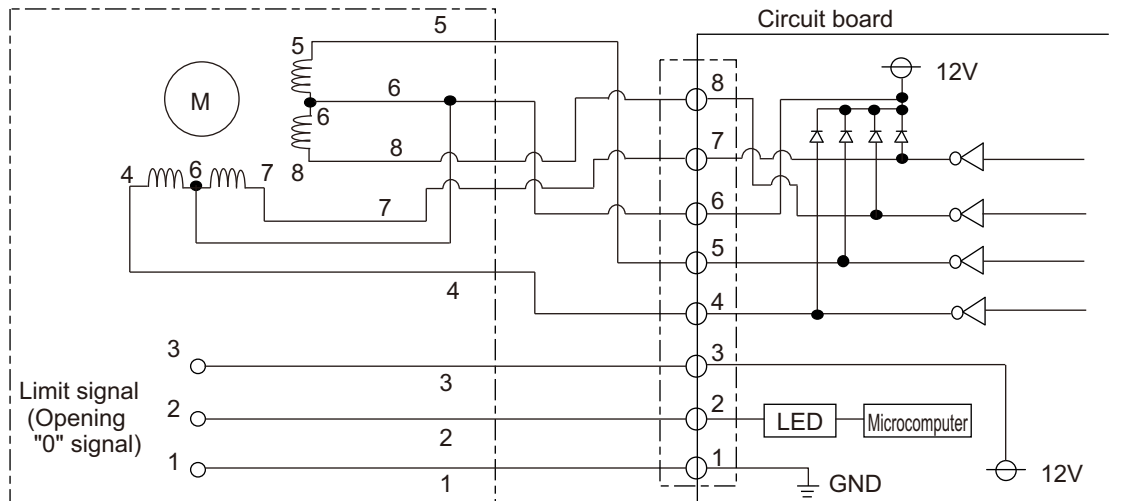 Circuit board
5
5
12V
8
M
6
6
7
8
8
4
6
7
7
6
5
4
4
3
3
3
Limit signal
(Opening
"0" signal)
2
2
2
LED
Microcomputer
1
1
1
GND
12V